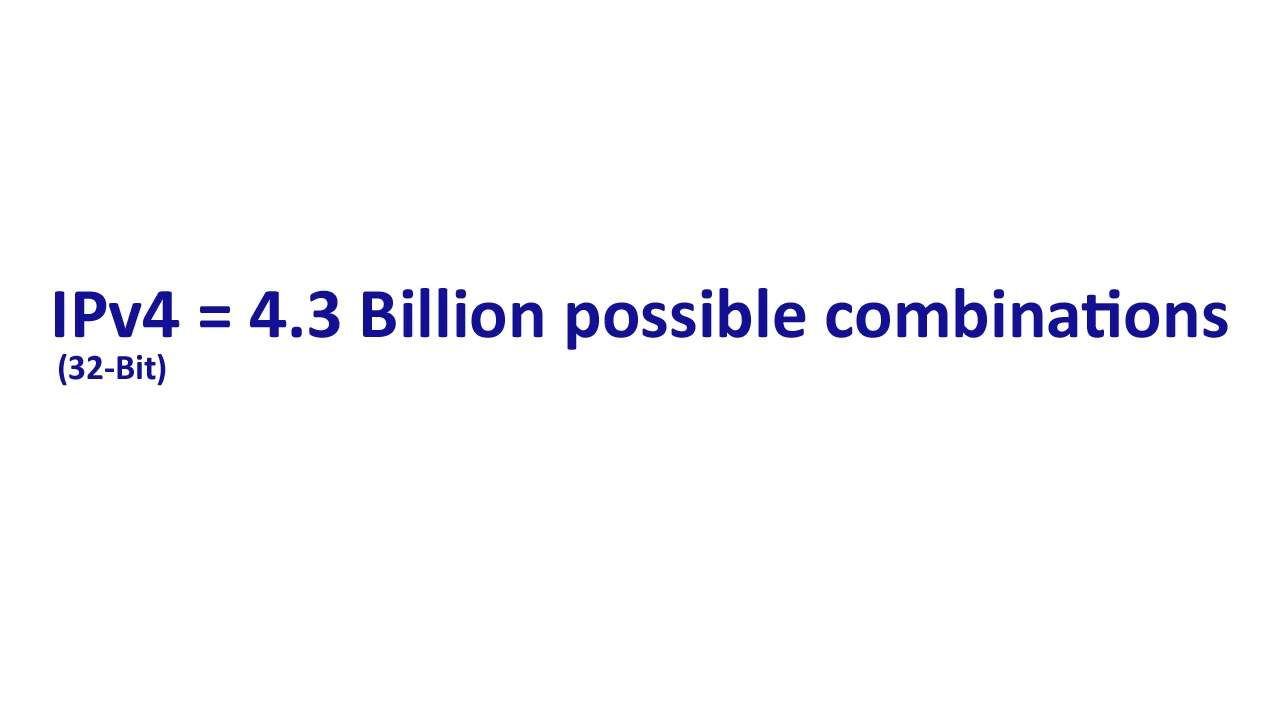 IPv4 = 4.3 Billion possible combinations
(32-Bit)